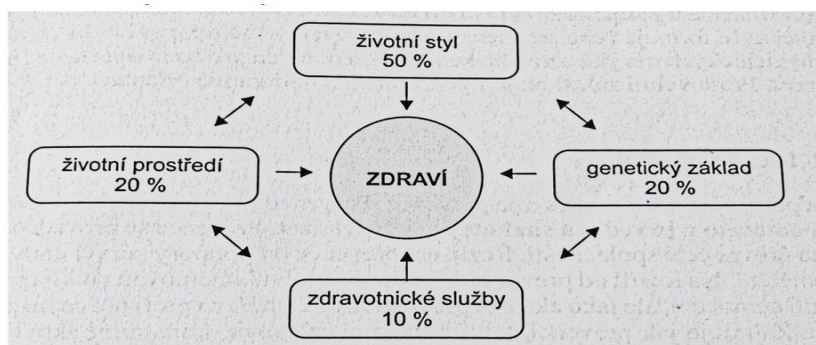 životní styl
50 %
životní prostředí
20 %
ZDRAVÍ
genetický základ
20 %
zdravotnické služby
10 %